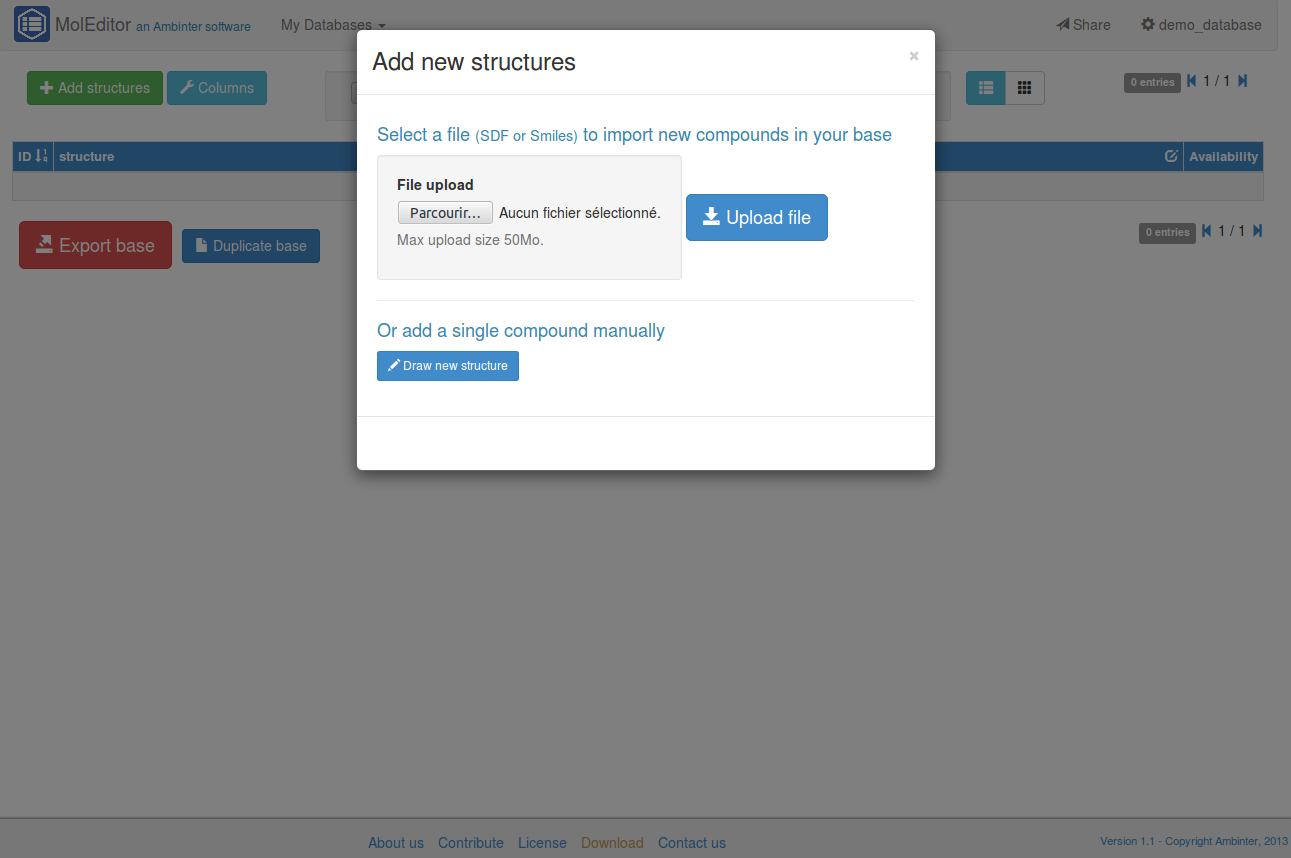 MolEditor an Ambinter software My Databases Share demo_database
Add new structures ×
Add structures Columns 0 entries 1 / 1
Select a file (SDF or Smiles) to import new compounds in your base
ID structure Availability
File upload
Parcourir... Aucun fichier sélectionné.
Max upload size 50Mo.
Upload file
Export base Duplicate base 0 entries 1 / 1
Or add a single compound manually
Draw new structure
About us Contribute License Download Contact us Version 1.1 - Copyright Ambinter, 2013